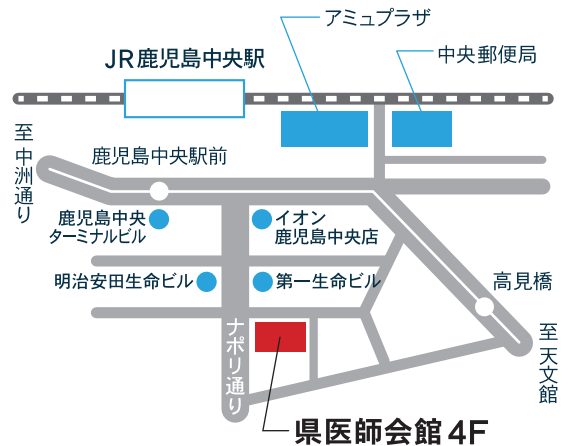 アミュプラザ
JR鹿児島中央駅
中央郵便局
至 中洲通り
鹿児島中央駅前
鹿児島中央
ターミナルビル
イオン
鹿児島中央店
明治安田生命ビル
第一生命ビル
高見橋
至 天文館
ナポリ通り
県医師会館 4F